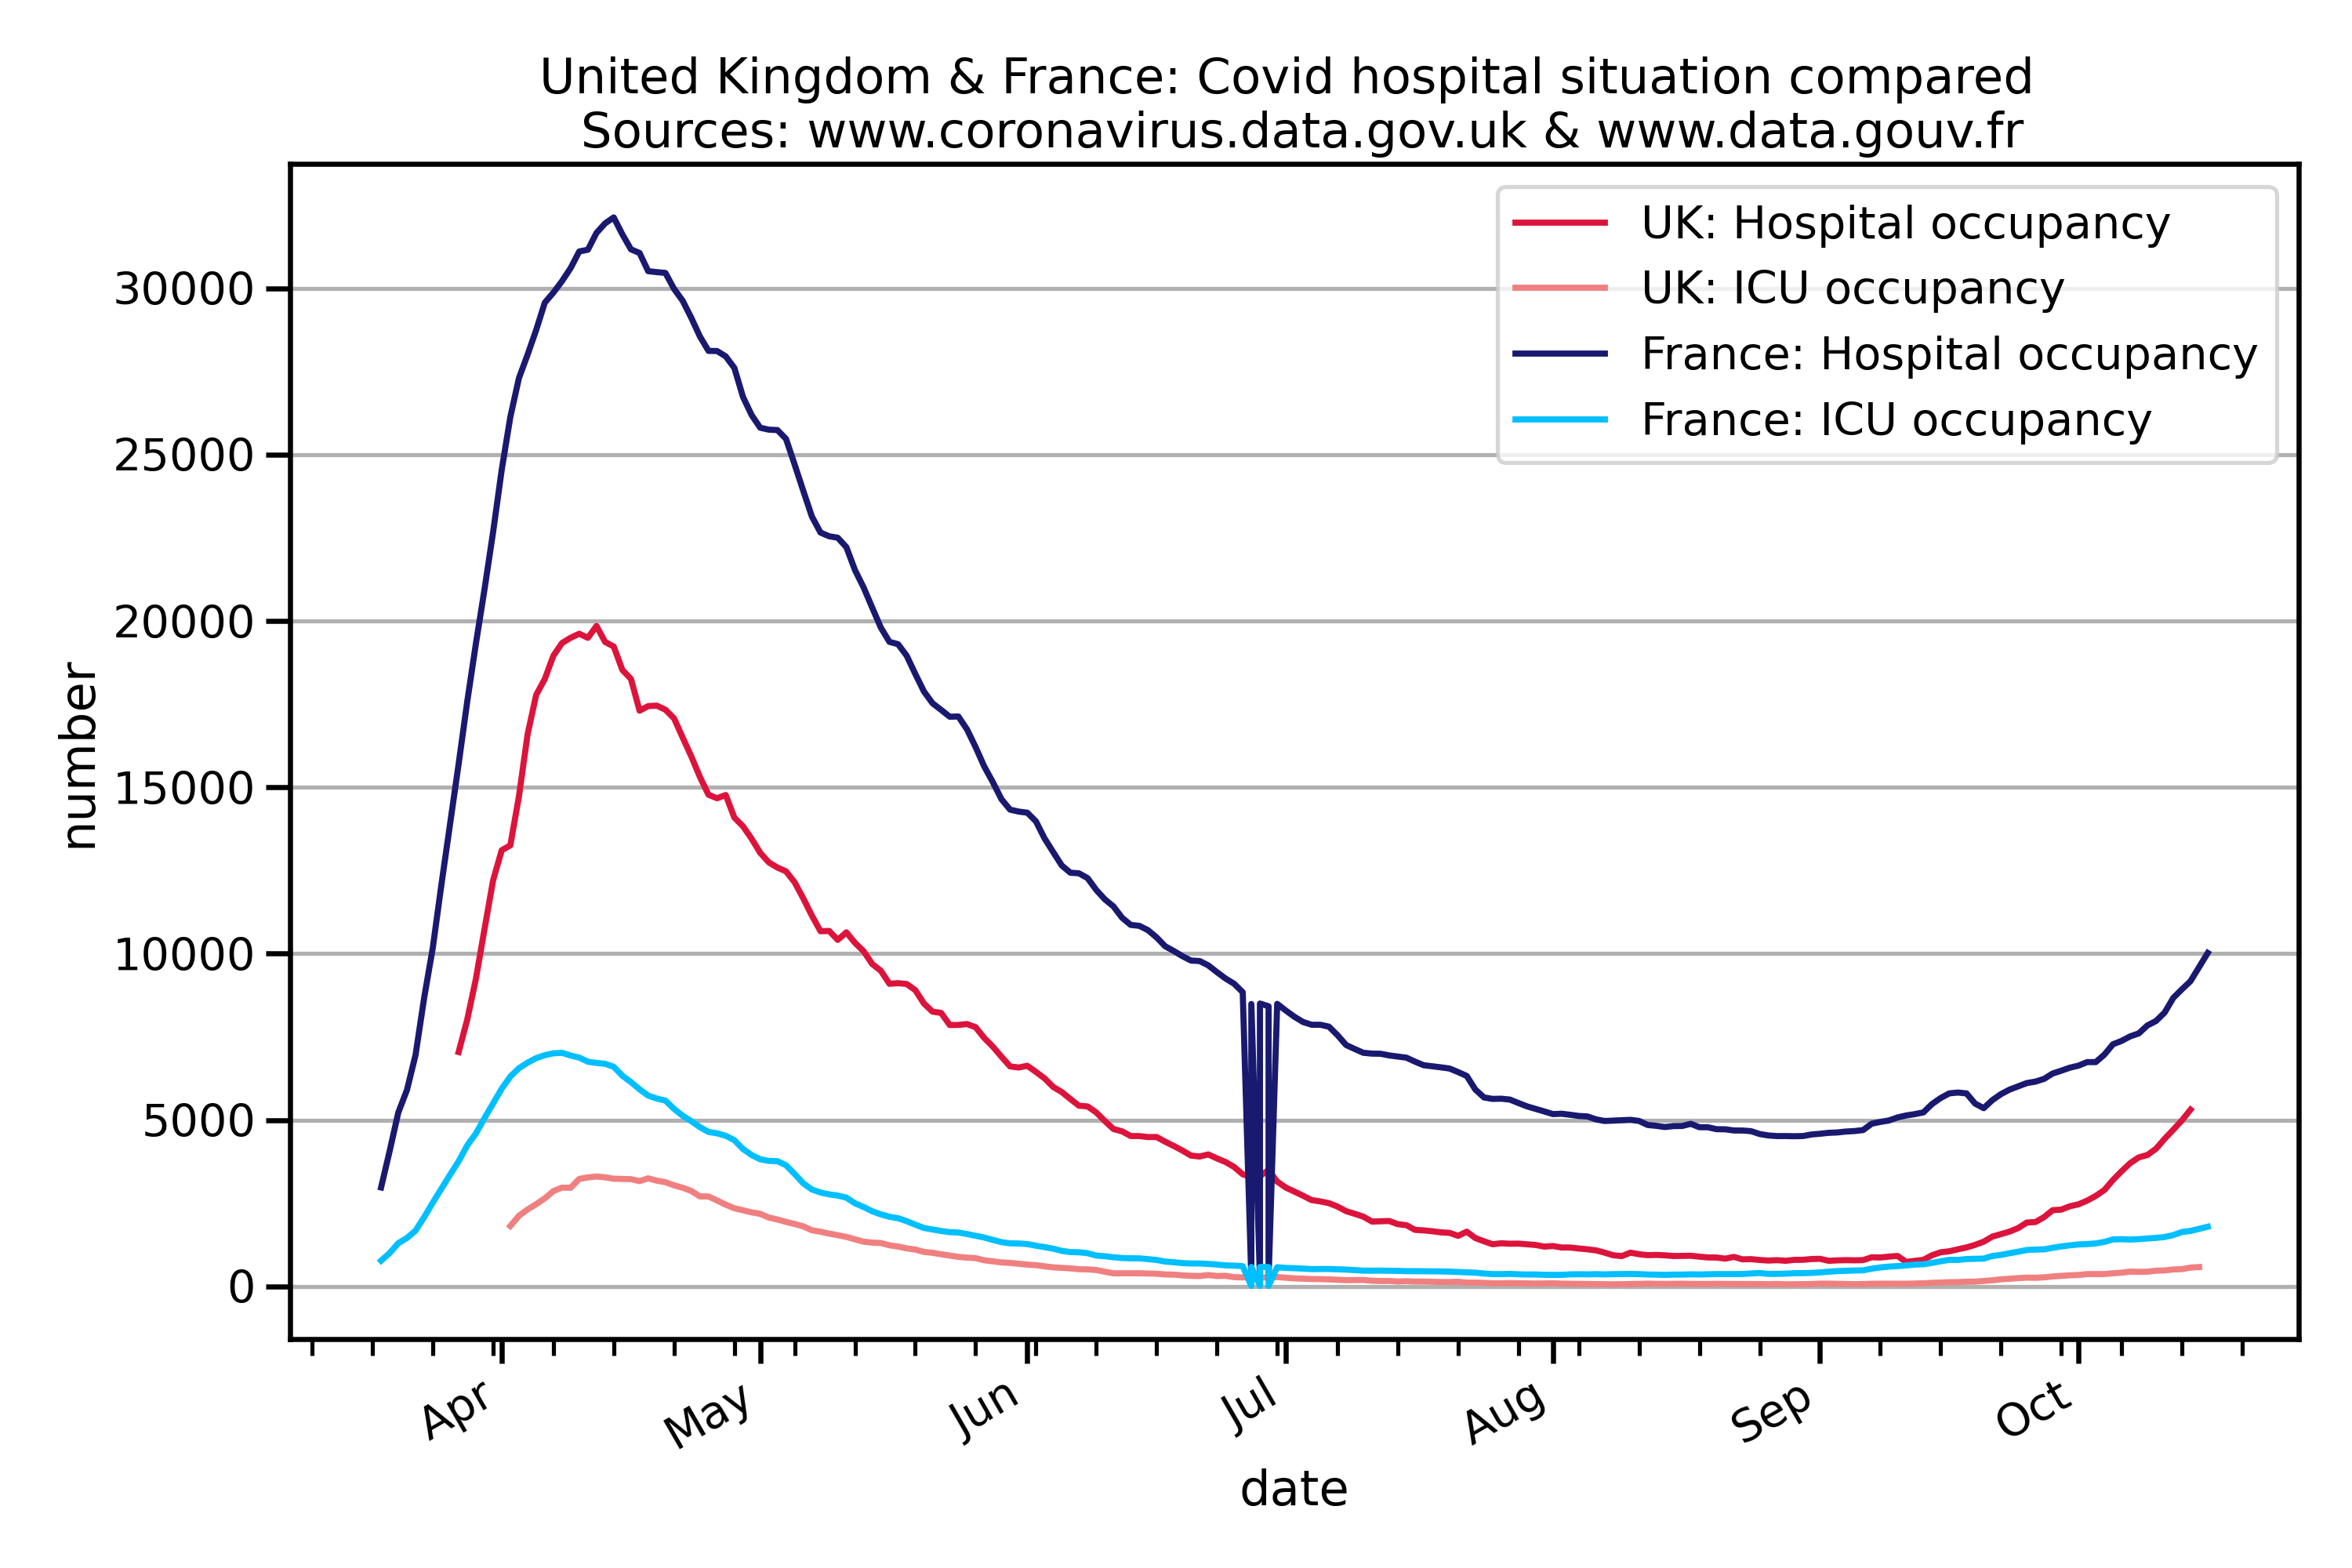 United Kingdom & France: Covid hospital situation compared
Sources: www.coronavirus.data.gov.uk & www.data.gouv.fr
UK: Hospital occupancy
UK: ICU occupancy
France: Hospital occupancy
France: ICU occupancy
number
30000
25000
20000
15000
10000
5000
0
Apr
May
Jun
Jul
Aug
Sep
Oct
date